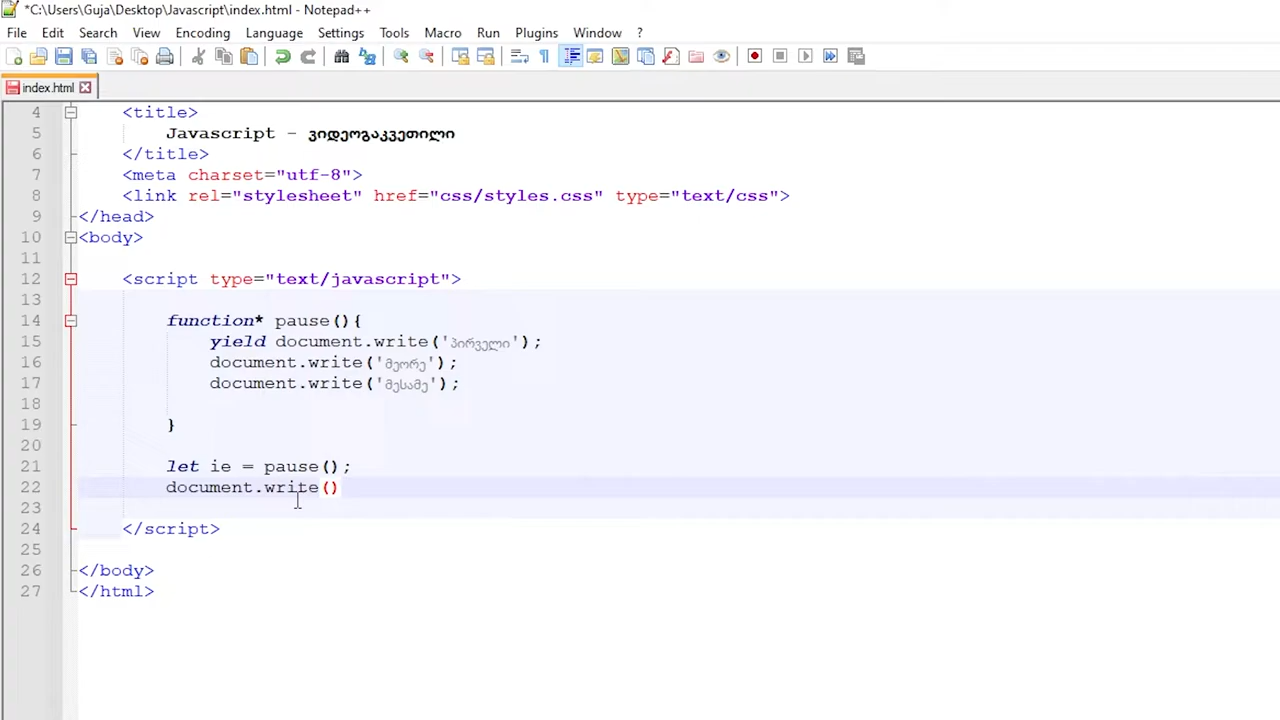 *C:\Users\Guja\Desktop\Javascript\index.html - Notepad++
File Edit Search View Encoding Language Settings Tools Macro Run Plugins Window ?
index.html
4 <title>
5 Javascript - ვიდეოგაკვეთილი
6 </title>
7 <meta charset="utf-8">
8 <link rel="stylesheet" href="css/styles.css" type="text/css">
9 </head>
10 <body>
11
12 <script type="text/javascript">
13
14 function* pause(){
15 yield document.write('პირველი');
16 document.write('მეორე');
17 document.write('მესამე');
18
19 }
20
21 let ie = pause();
22 document.write()
23
24 </script>
25
26 </body>
27 </html>